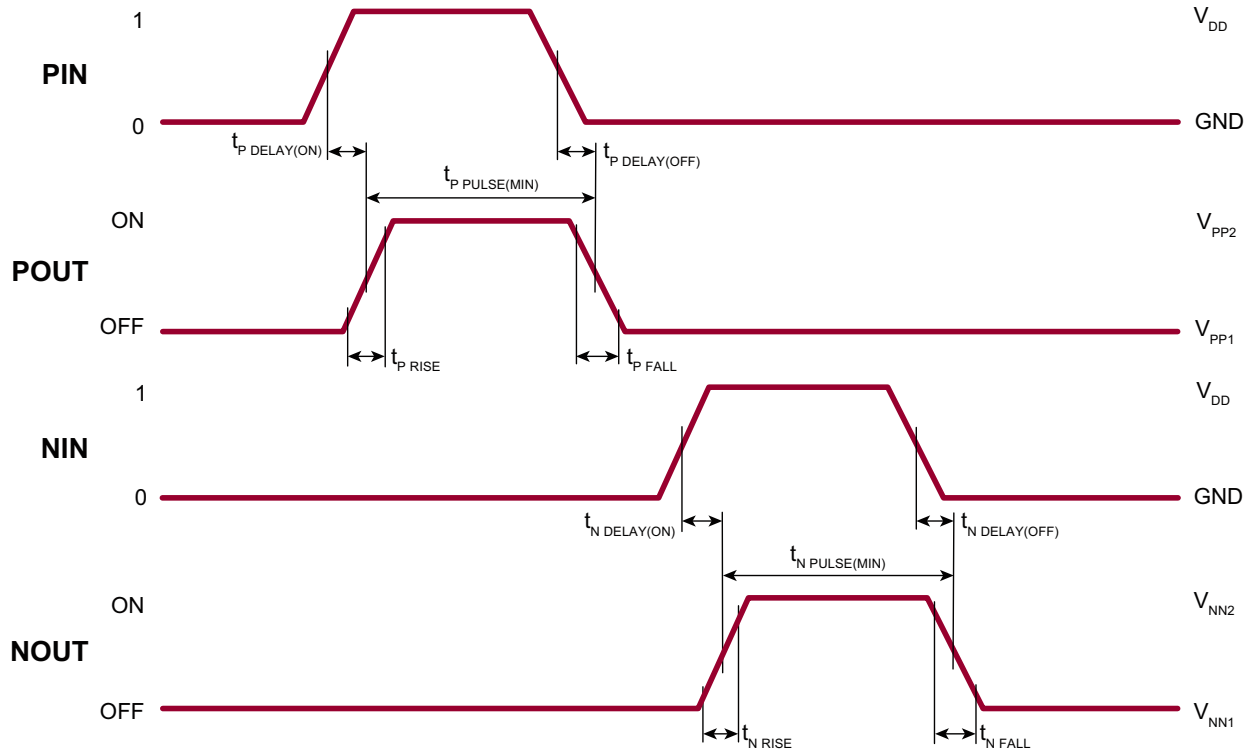 1
V_DD
PIN
0
GND
t_P DELAY(ON)
t_P DELAY(OFF)
t_P PULSE(MIN)
ON
V_PP2
POUT
OFF
V_PP1
t_P RISE
t_P FALL
1
V_DD
NIN
0
GND
t_N DELAY(ON)
t_N DELAY(OFF)
t_N PULSE(MIN)
ON
V_NN2
NOUT
OFF
V_NN1
t_N RISE
t_N FALL